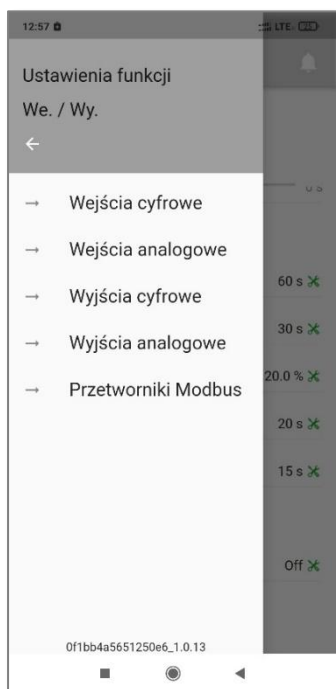 12:57 LTE
Ustawienia funkcji
We. / Wy.
Wejścia cyfrowe
Wejścia analogowe
60 s
Wyjścia cyfrowe
30 s
Wyjścia analogowe
20.0 %
Przetworniki Modbus
20 s
15 s
Off
0f1bb4a5651250e6_1.0.13